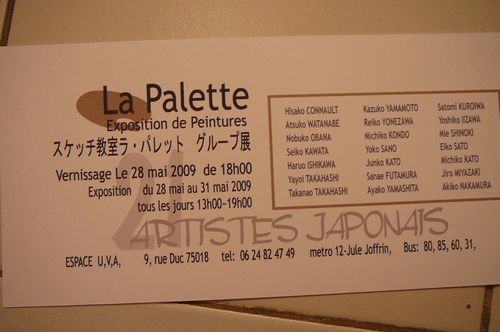 La Palette
Exposition de Peintures
スケッチ教室ラ・パレット グループ展
Vernissage Le 28 mai 2009 de 18h00
Exposition du 28 mai au 31 mai 2009
tous les jours 13h00-19h00
Hisako CONNAULT Kazuko YAMAMOTO Satomi KUROIWA
Atsuko WATANABE Reiko YONEZAWA Yoshiko IIZAWA
Nobuko OBANA Michiko KONDO Mie SHINOKI
Seiko KAWATA Yoko SANO Eiko SATO
Haruo ISHIKAWA Junko KATO Michiko KATO
Yayoi TAKAHASHI Sanae FUTAMURA Jiro MIYAZAKI
Takanao TAKAHASHI Ayako YAMASHITA Akiko NAKAMURA
21 ARTISTES JAPONAIS
ESPACE U,V,A, 9, rue Duc 75018 tel: 06 24 82 47 49 metro 12-Jule Joffrin, Bus: 80, 85, 60, 31,